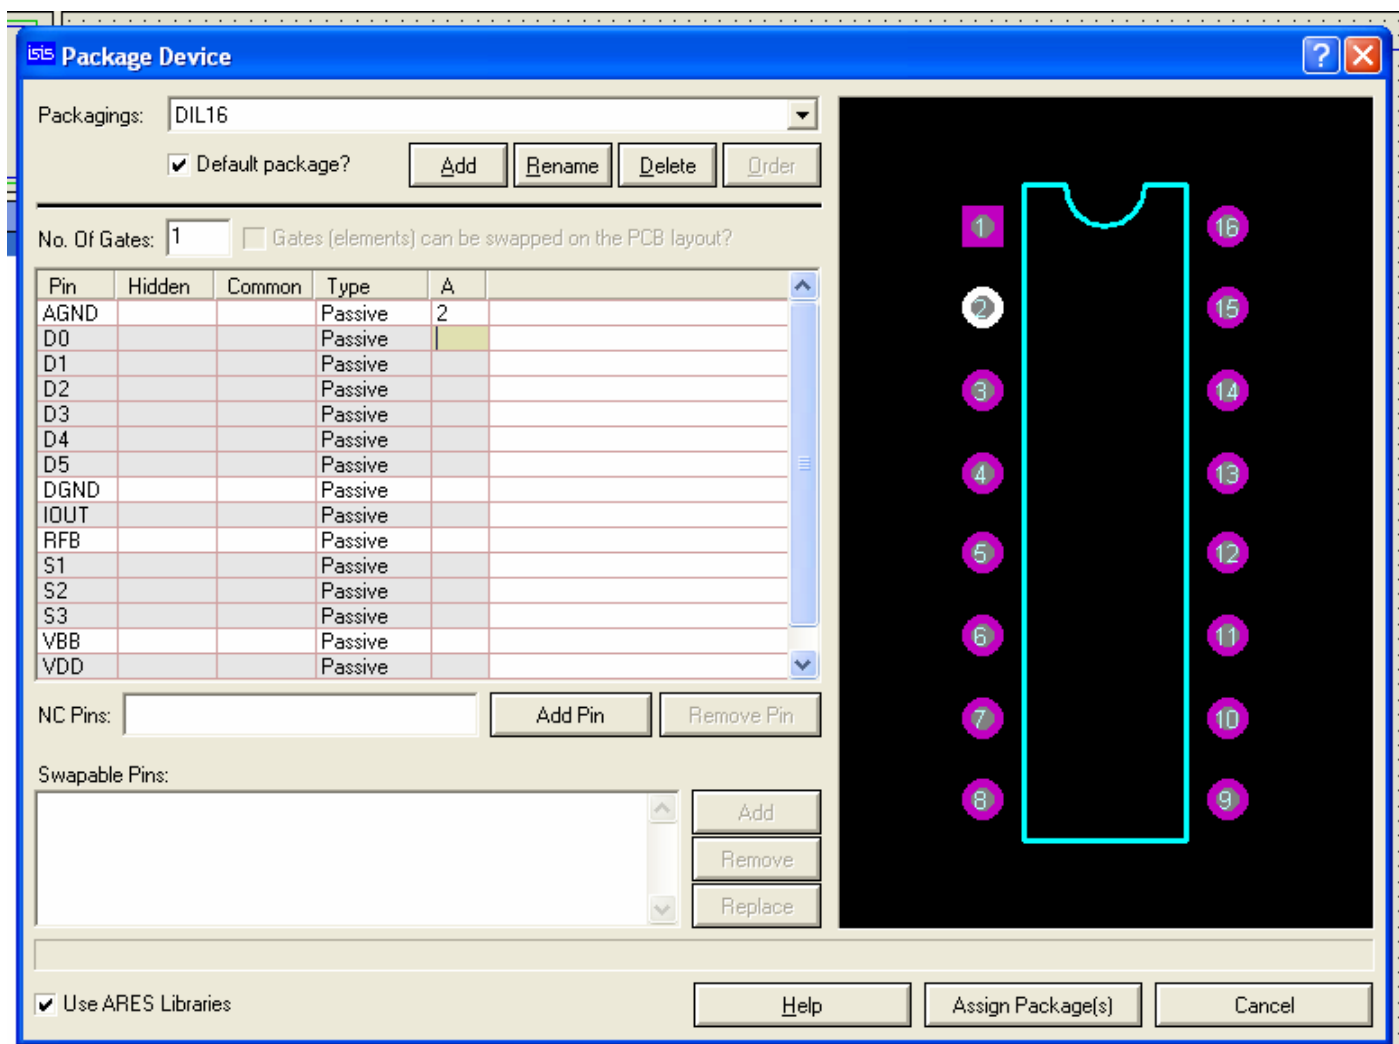 isis Package Device
Packagings: DIL16
Default package? Add Rename Delete Order
No. Of Gates: 1 Gates (elements) can be swapped on the PCB layout?
Pin Hidden Common Type A
AGND Passive 2
D0 Passive
D1 Passive
D2 Passive
D3 Passive
D4 Passive
D5 Passive
DGND Passive
IOUT Passive
RFB Passive
S1 Passive
S2 Passive
S3 Passive
VBB Passive
VDD Passive
NC Pins: Add Pin Remove Pin
Swapable Pins:
Add
Remove
Replace
Use ARES Libraries Help Assign Package(s) Cancel
1 16
2 15
3 14
4 13
5 12
6 11
7 10
8 9